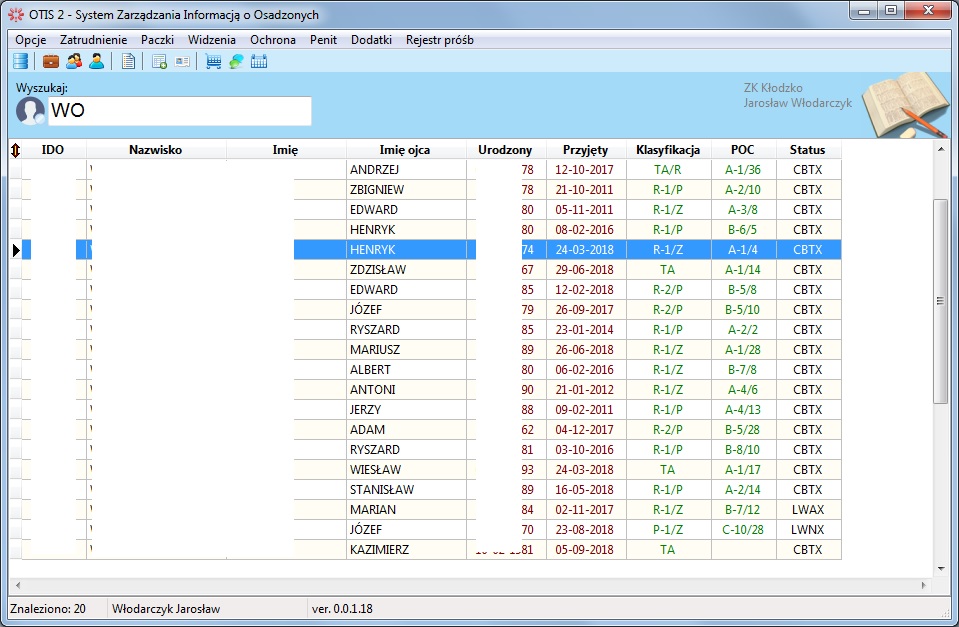 OTIS 2 - System Zarządzania Informacją o Osadzonych
Opcje Zatrudnienie Paczki Widzenia Ochrona Penit Dodatki Rejestr próśb
Wyszukaj:
WO
ZK Kłodzko
Jarosław Włodarczyk
IDO Nazwisko Imię Imię ojca Urodzony Przyjęty Klasyfikacja POC Status
ANDRZEJ 78 12-10-2017 TA/R A-1/36 CBTX
ZBIGNIEW 78 21-10-2011 R-1/P A-2/10 CBTX
EDWARD 80 05-11-2011 R-1/Z A-3/8 CBTX
HENRYK 80 08-02-2016 R-1/P B-6/5 CBTX
HENRYK 74 24-03-2018 R-1/Z A-1/4 CBTX
ZDZISŁAW 67 29-06-2018 TA A-1/14 CBTX
EDWARD 85 12-02-2018 R-2/P B-5/8 CBTX
JÓZEF 79 26-09-2017 R-2/P B-5/10 CBTX
RYSZARD 85 23-01-2014 R-1/P A-2/2 CBTX
MARIUSZ 89 26-06-2018 R-1/Z A-1/28 CBTX
ALBERT 80 06-02-2016 R-1/Z B-7/8 CBTX
ANTONI 90 21-01-2012 R-1/Z A-4/6 CBTX
JERZY 88 09-02-2011 R-1/P A-4/13 CBTX
ADAM 62 04-12-2017 R-2/P B-5/28 CBTX
RYSZARD 81 03-10-2016 R-1/P B-8/10 CBTX
WIESŁAW 93 24-03-2018 TA A-1/17 CBTX
STANISŁAW 89 16-05-2018 R-1/P A-2/14 CBTX
MARIAN 84 02-11-2017 R-1/Z B-7/12 LWAX
JÓZEF 70 23-08-2018 P-1/Z C-10/28 LWNX
KAZIMIERZ 81 05-09-2018 TA CBTX
Znaleziono: 20 Włodarczyk Jarosław ver. 0.0.1.18